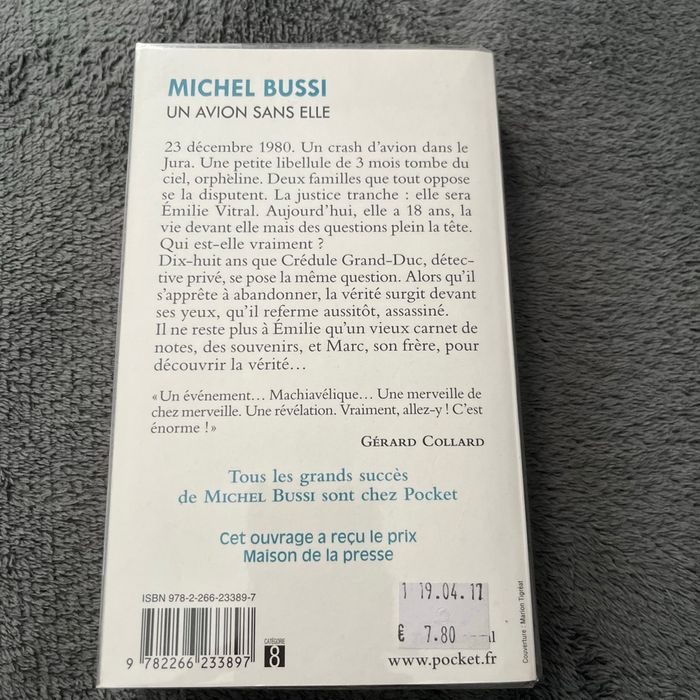 MICHEL BUSSI
UN AVION SANS ELLE
23 décembre 1980. Un crash d'avion dans le
Jura. Une petite libellule de 3 mois tombe du
ciel, orpheline. Deux familles que tout oppose
se la disputent. La justice tranche : elle sera
Émilie Vitral. Aujourd'hui, elle a 18 ans, la
vie devant elle mais des questions plein la tête.
Qui est-elle vraiment ?
Dix-huit ans que Crédule Grand-Duc, détec-
tive privé, se pose la même question. Alors qu'il
s'apprête à abandonner, la vérité surgit devant
ses yeux, qu'il referme aussitôt, assassiné.
Il ne reste plus à Émilie qu'un vieux carnet de
notes, des souvenirs, et Marc, son frère, pour
découvrir la vérité…
« Un événement… Machiavélique… Une merveille de
chez merveille. Une révélation. Vraiment, allez-y ! C'est
énorme ! »
GÉRARD COLLARD
Tous les grands succès
de MICHEL BUSSI sont chez Pocket
Cet ouvrage a reçu le prix
Maison de la presse
ISBN 978-2-266-23389-7
9 782266 233897
CATÉGORIE
8
1 19.04.17
€ 7.80
www.pocket.fr
Couverture : Marion Tigréat